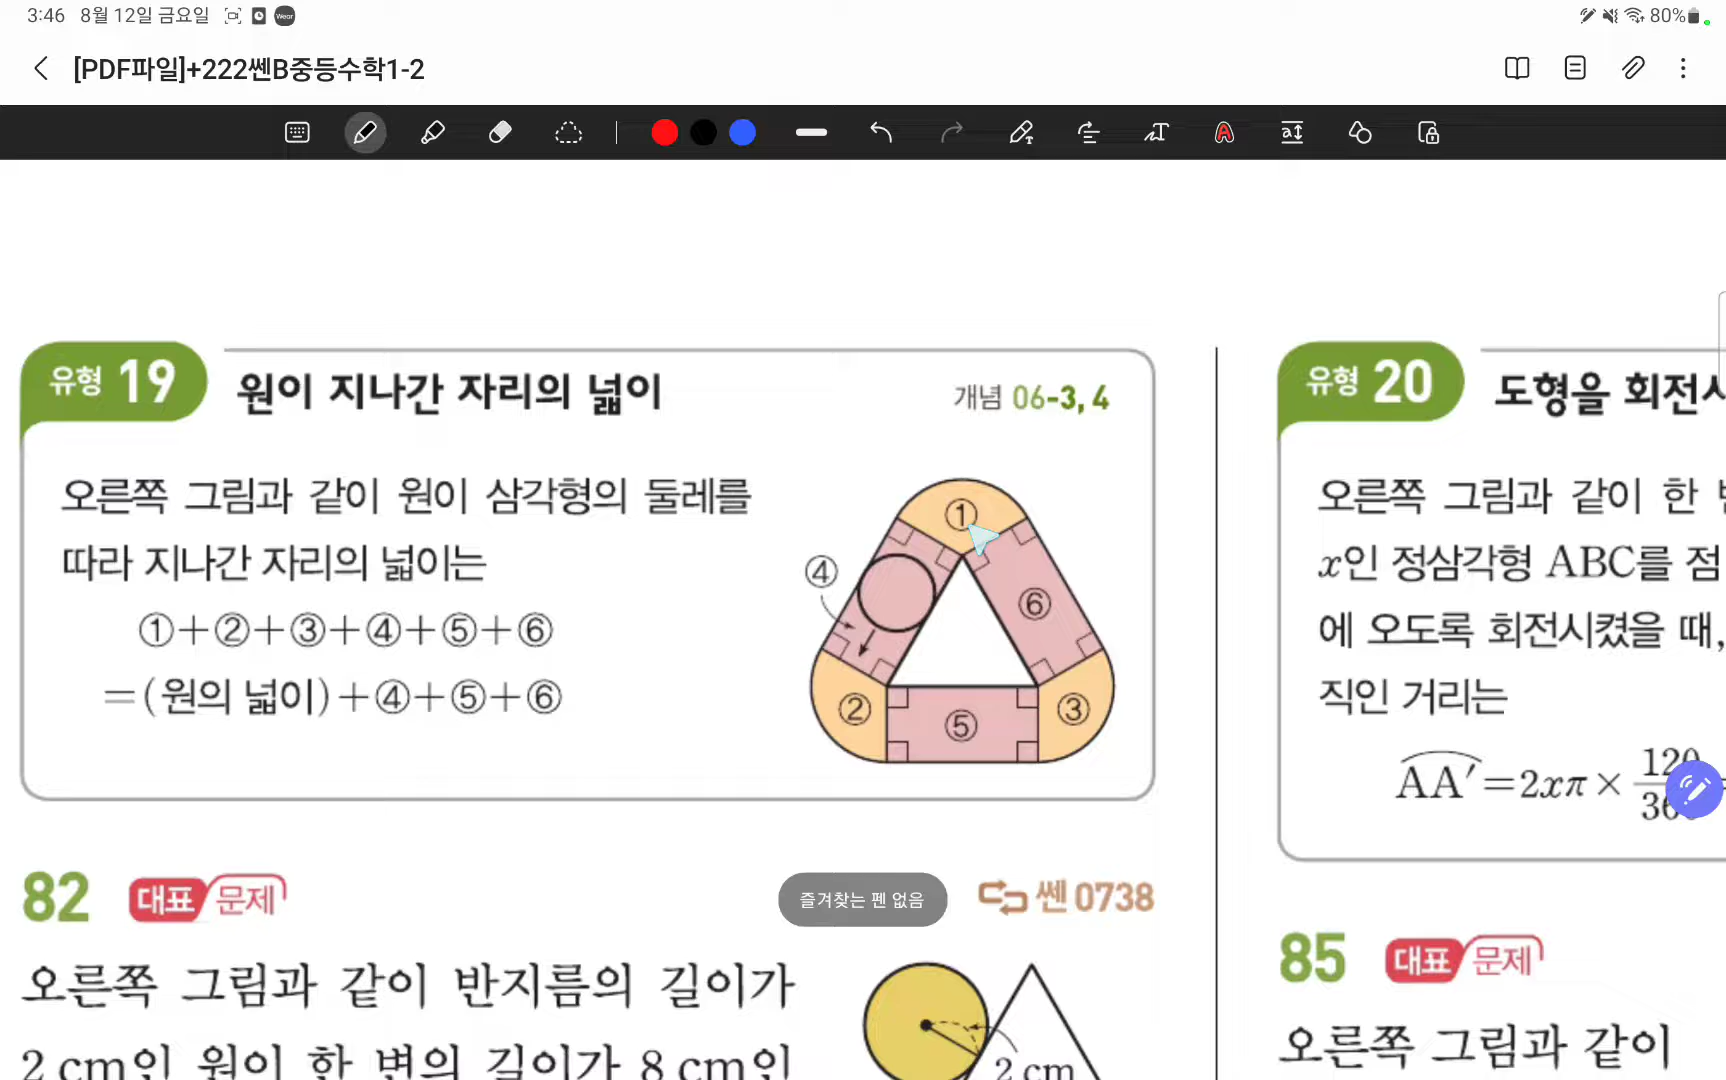 3:46 8월 12일 금요일 Wear 80%
[PDF파일]+222쎈B중등수학1-2
유형 19 원이 지나간 자리의 넓이
개념 06-3, 4
오른쪽 그림과 같이 원이 삼각형의 둘레를
따라 지나간 자리의 넓이는
①+②+③+④+⑤+⑥
=(원의 넓이)+④+⑤+⑥
①
④
⑥
②
⑤
③
82 대표 문제
즐겨찾는 펜 없음
쎈 0738
오른쪽 그림과 같이 반지름의 길이가
2 cm인 원이 한 변의 길이가 8 cm인
2 cm
유형 20 도형을 회전시
오른쪽 그림과 같이 한
x인 정삼각형 ABC를 점
에 오도록 회전시켰을 때,
직인 거리는
AA′=2xπ×
85 대표 문제
오른쪽 그림과 같이